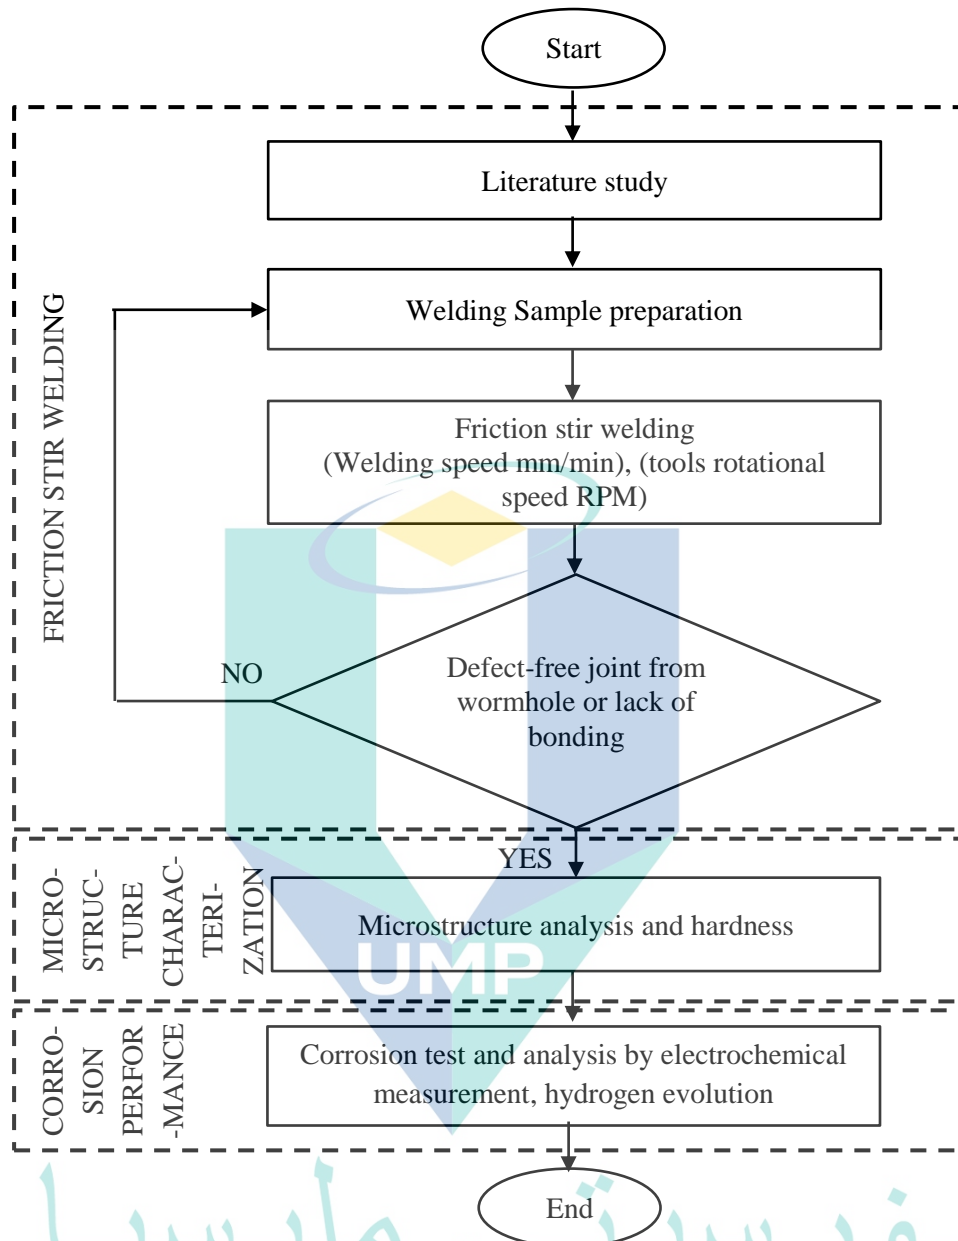 Start
FRICTION STIR WELDING
Literature study
Welding Sample preparation
Friction stir welding
(Welding speed mm/min), (tools rotational
speed RPM)
NO
Defect-free joint from
wormhole or lack of
bonding
YES
MICRO-
STRUC-
TURE
CHARAC-
TERI-
ZATION
Microstructure analysis and hardness
UMP
CORRO-
SION
PERFOR
-MANCE
Corrosion test and analysis by electrochemical
measurement, hydrogen evolution
End